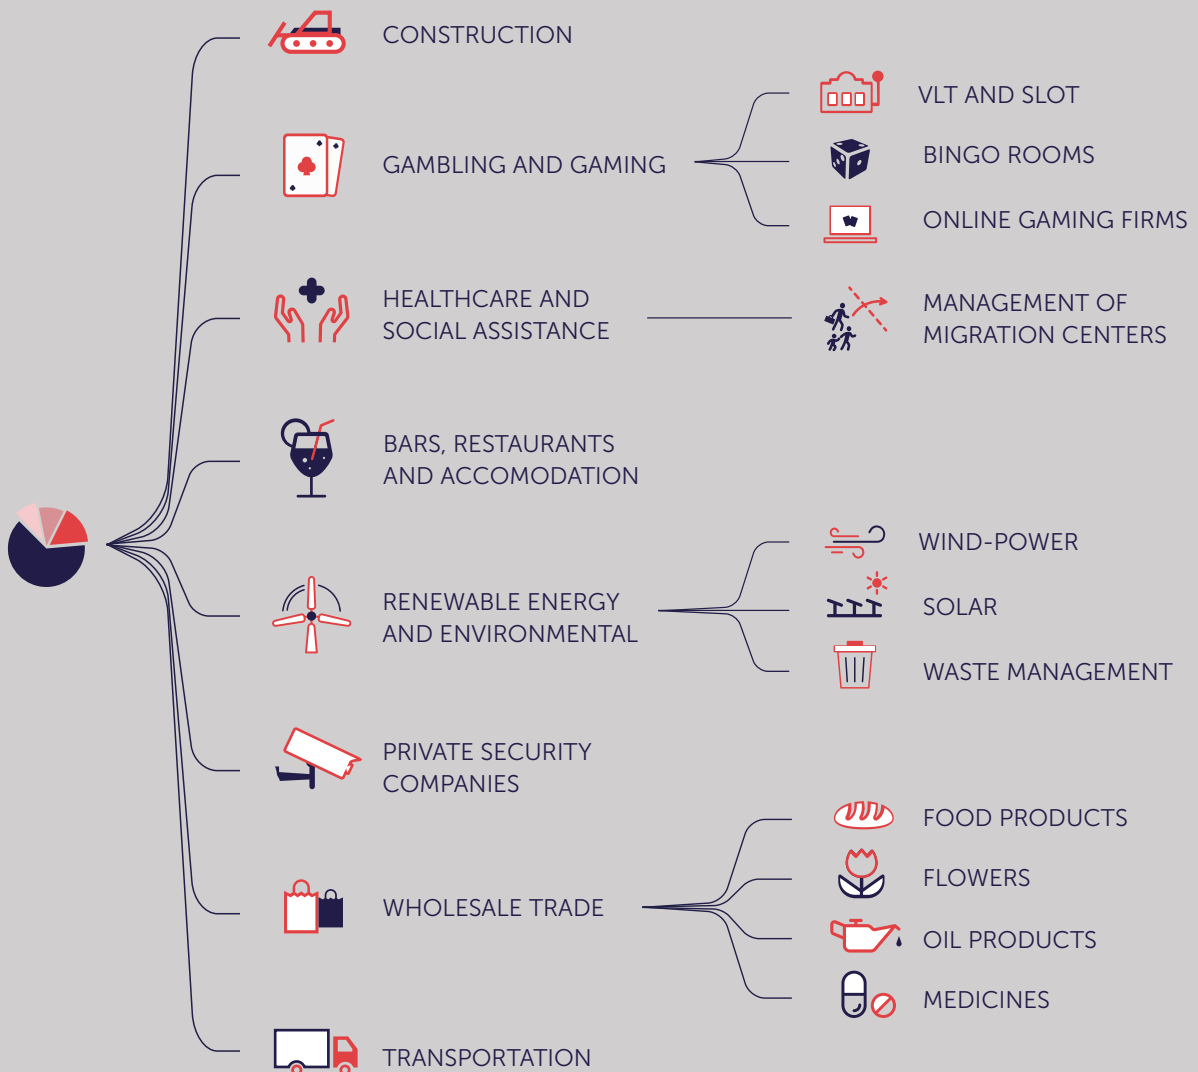 CONSTRUCTION
GAMBLING AND GAMING
VLT AND SLOT
BINGO ROOMS
ONLINE GAMING FIRMS
HEALTHCARE AND
SOCIAL ASSISTANCE
MANAGEMENT OF
MIGRATION CENTERS
BARS, RESTAURANTS
AND ACCOMODATION
RENEWABLE ENERGY
AND ENVIRONMENTAL
WIND-POWER
SOLAR
WASTE MANAGEMENT
PRIVATE SECURITY
COMPANIES
WHOLESALE TRADE
FOOD PRODUCTS
FLOWERS
OIL PRODUCTS
MEDICINES
TRANSPORTATION